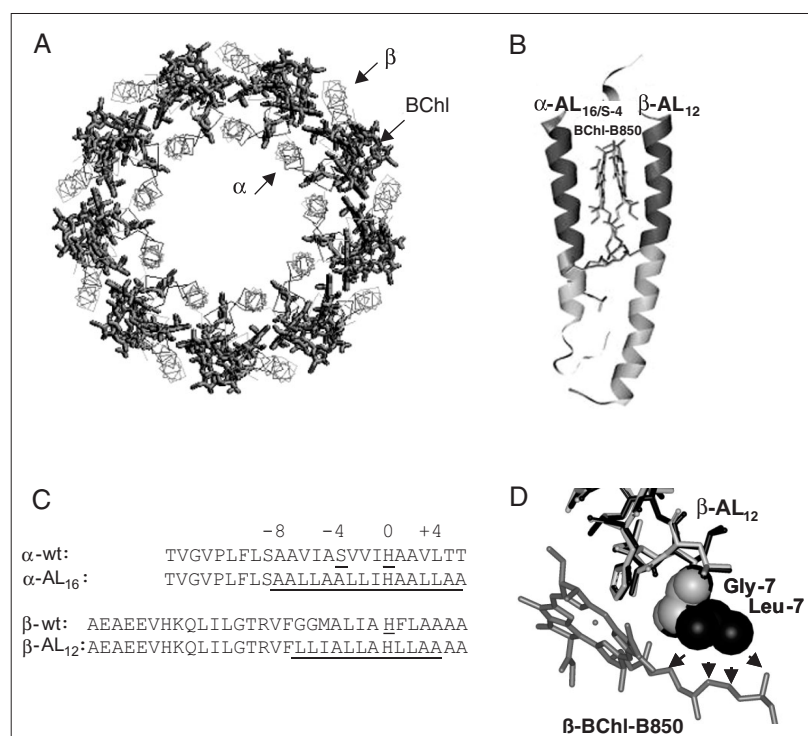 A
β
BChl
α
B
α-AL16/S-4 β-AL12
BChl-B850
C
−8 −4 0 +4
α-wt: TVGVPLFLSAAVIASVVIHAAVLTT
α-AL16: TVGVPLFLSAALLAALLIHAALLAA
β-wt: AEAEEVHKQLILGTRVFGGMALIAHFLAAAA
β-AL12: AEAEEVHKQLILGTRVFLLIALLAHLLAAAA
D
β-AL12
Gly-7
Leu-7
ß-BChl-B850